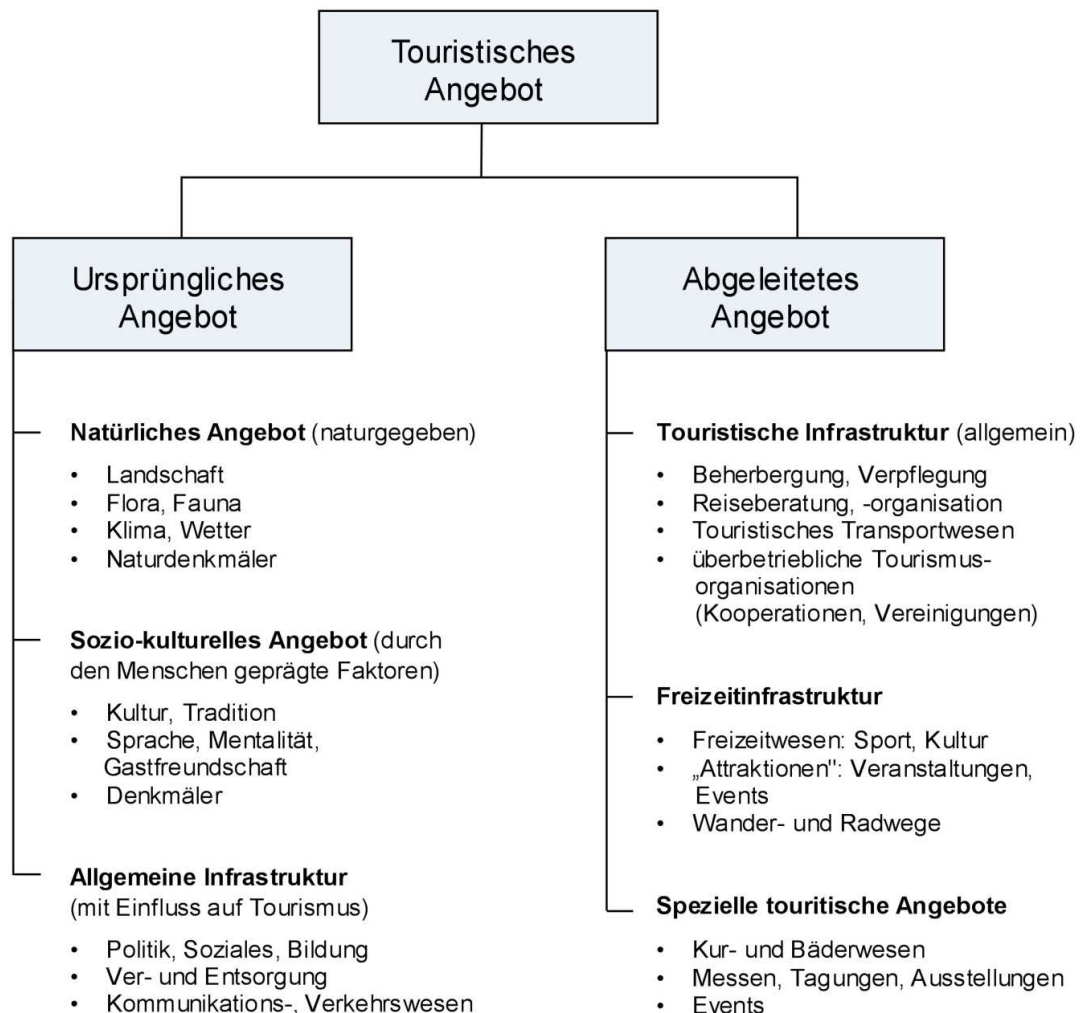 Touristisches
Angebot
Ursprüngliches
Angebot
Natürliches Angebot (naturgegeben)
• Landschaft
• Flora, Fauna
• Klima, Wetter
• Naturdenkmäler
Sozio-kulturelles Angebot (durch
den Menschen geprägte Faktoren)
• Kultur, Tradition
• Sprache, Mentalität,
Gastfreundschaft
• Denkmäler
Allgemeine Infrastruktur
(mit Einfluss auf Tourismus)
• Politik, Soziales, Bildung
• Ver- und Entsorgung
• Kommunikations-, Verkehrswesen
Abgeleitetes
Angebot
Touristische Infrastruktur (allgemein)
• Beherbergung, Verpflegung
• Reiseberatung, -organisation
• Touristisches Transportwesen
• überbetriebliche Tourismus-
organisationen
(Kooperationen, Vereinigungen)
Freizeitinfrastruktur
• Freizeitwesen: Sport, Kultur
• „Attraktionen": Veranstaltungen,
Events
• Wander- und Radwege
Spezielle touritische Angebote
• Kur- und Bäderwesen
• Messen, Tagungen, Ausstellungen
• Events